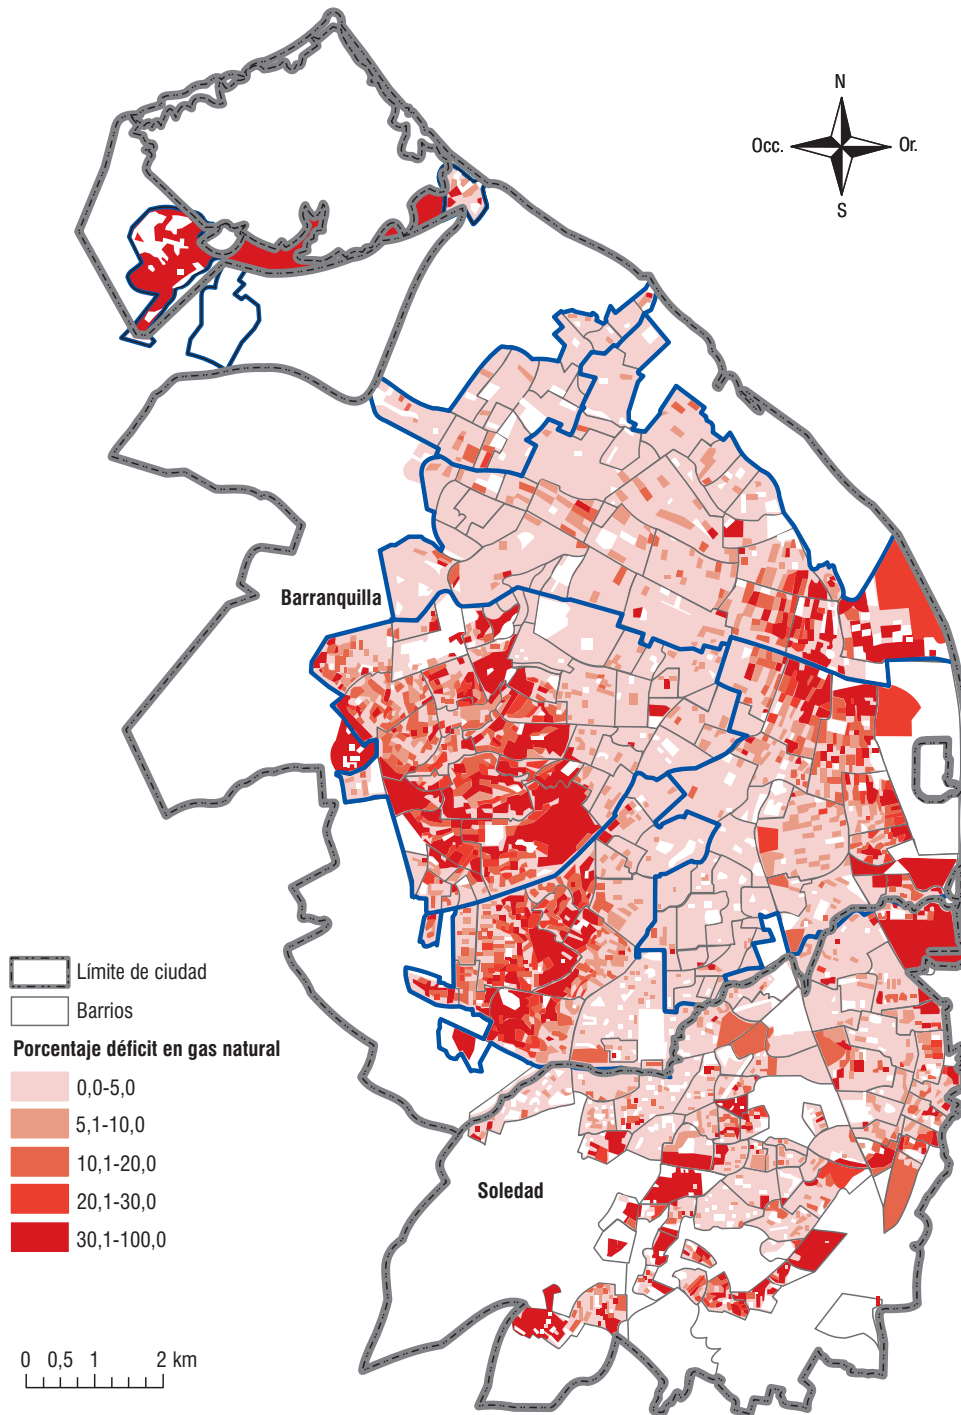 N
Occ.
Or.
S
Barranquilla
Límite de ciudad
Barrios
Porcentaje déficit en gas natural
0,0-5,0
5,1-10,0
10,1-20,0
20,1-30,0
30,1-100,0
Soledad
0 0,5 1 2 km